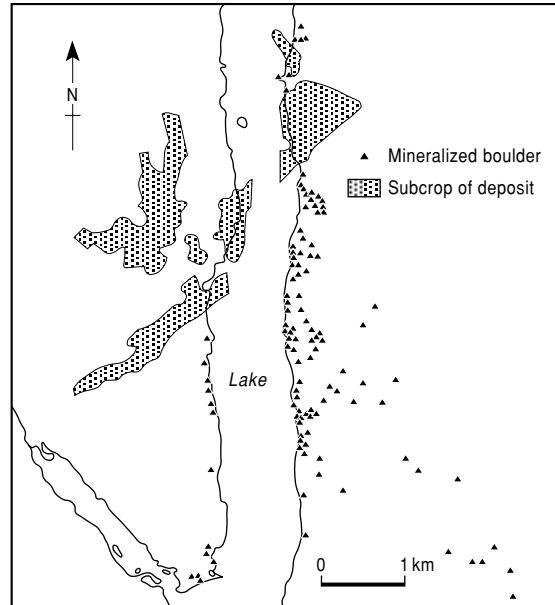 N
Mineralized boulder
Subcrop of deposit
Lake
0 1 km